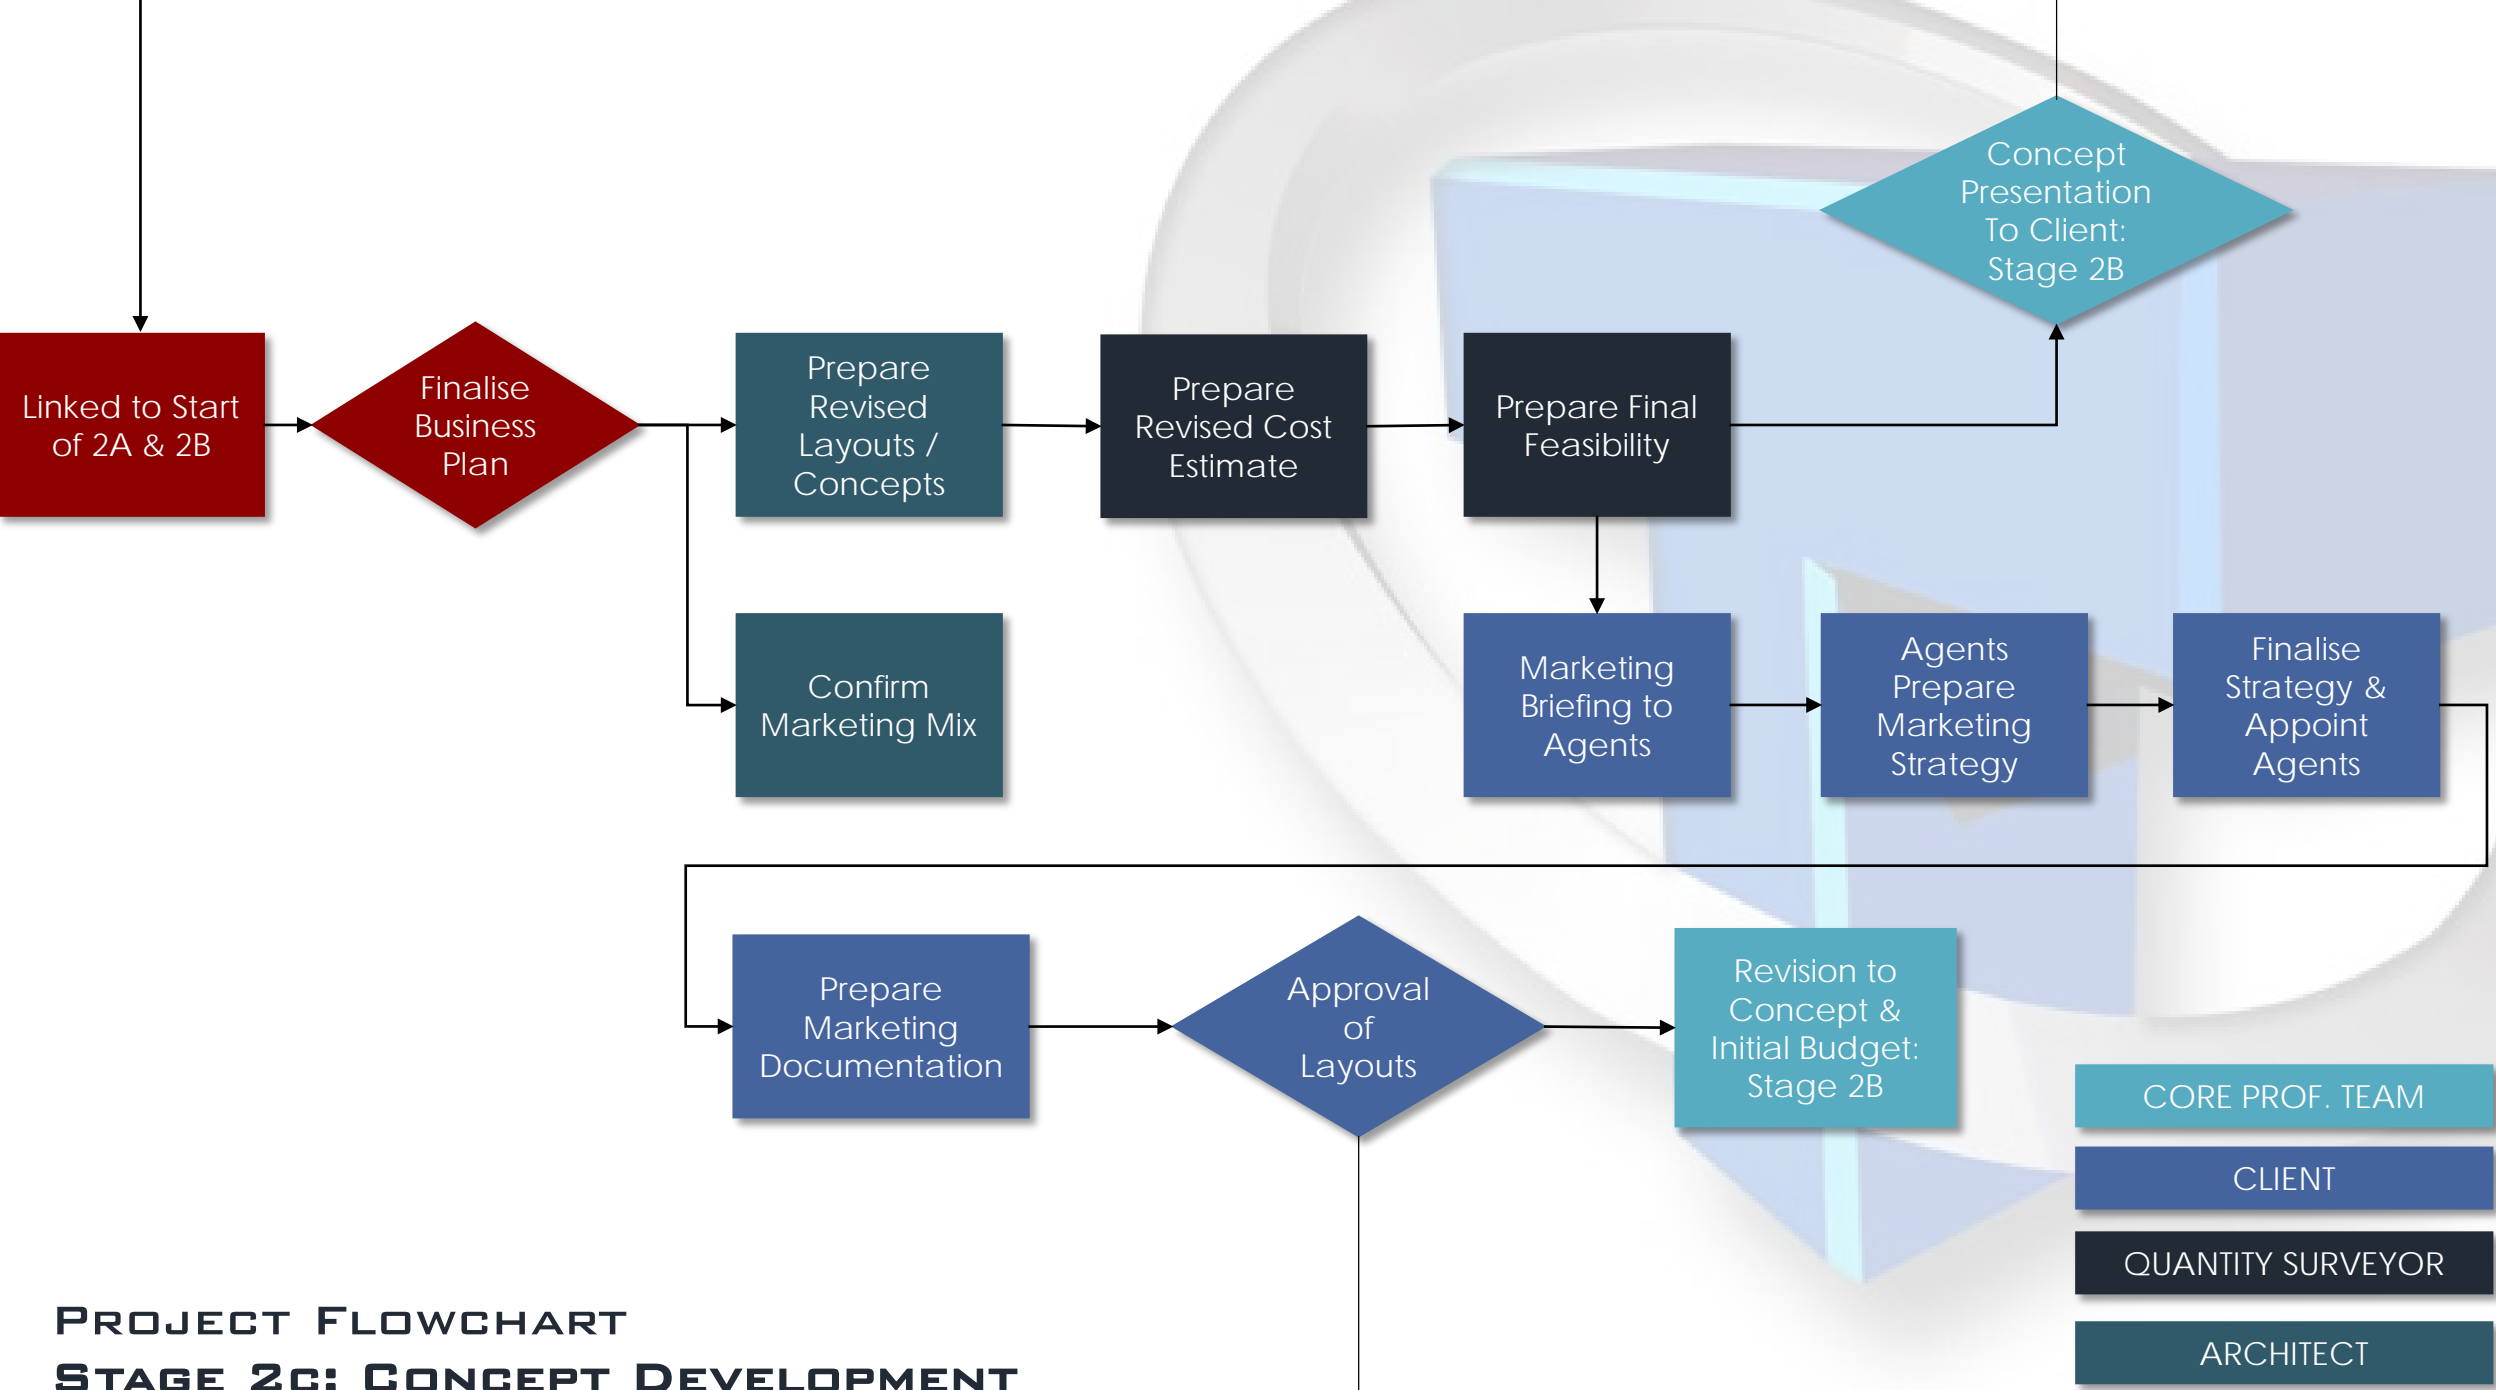 Concept
Presentation
To Client:
Stage 2B
Linked to Start
of 2A & 2B
Finalise
Business
Plan
Prepare
Revised
Layouts /
Concepts
Prepare
Revised Cost
Estimate
Prepare Final
Feasibility
Confirm
Marketing Mix
Marketing
Briefing to
Agents
Agents
Prepare
Marketing
Strategy
Finalise
Strategy &
Appoint
Agents
Prepare
Marketing
Documentation
Approval
of
Layouts
Revision to
Concept &
Initial Budget:
Stage 2B
CORE PROF. TEAM
CLIENT
QUANTITY SURVEYOR
ARCHITECT
Project Flowchart
Stage 2c: Concept Development